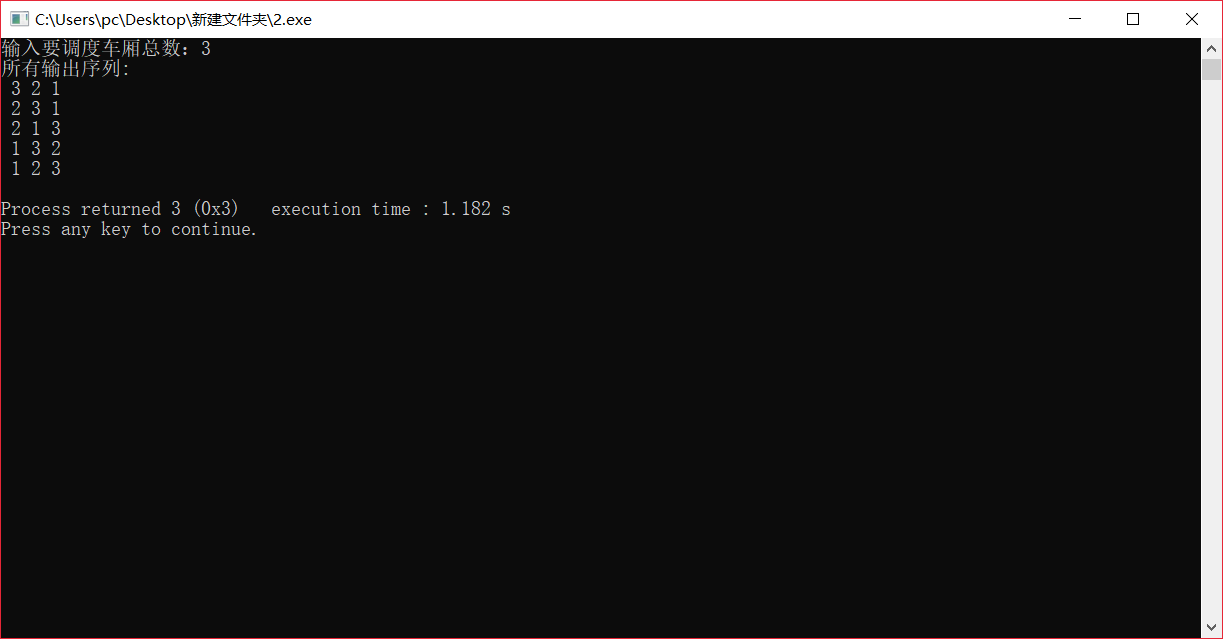 C:\Users\pc\Desktop\新建文件夹\2.exe
输入要调度车厢总数：3
所有输出序列:
3 2 1
2 3 1
2 1 3
1 3 2
1 2 3
Process returned 3 (0x3)   execution time : 1.182 s
Press any key to continue.